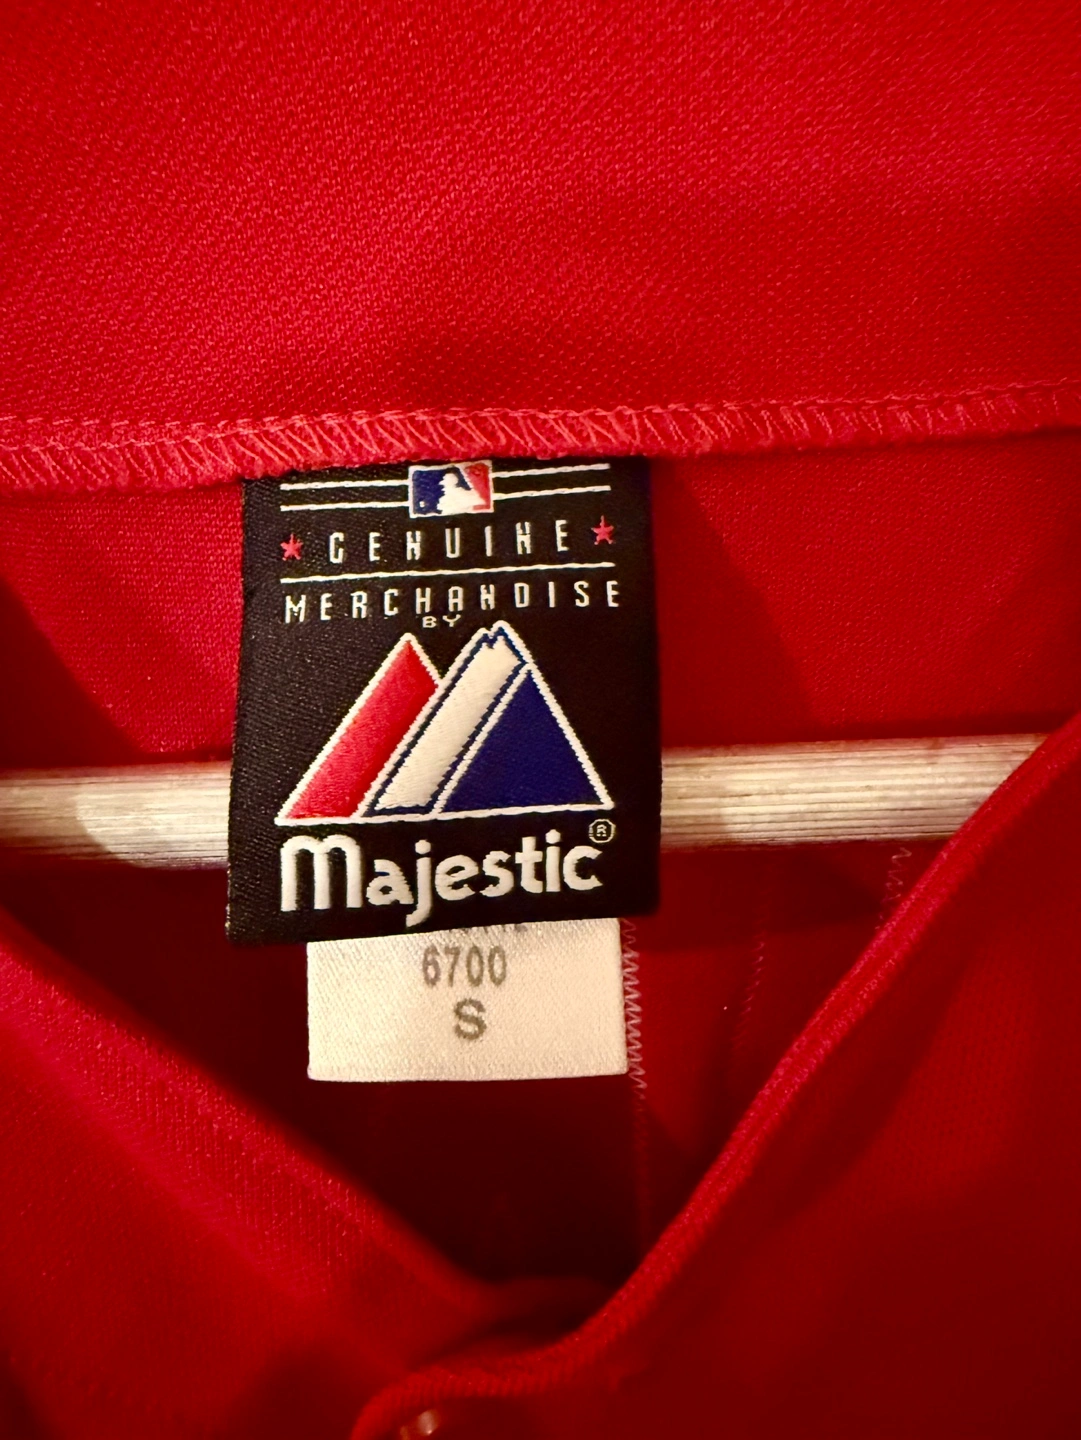 GENUINE
MERCHANDISE
BY
Majestic®
6700
S